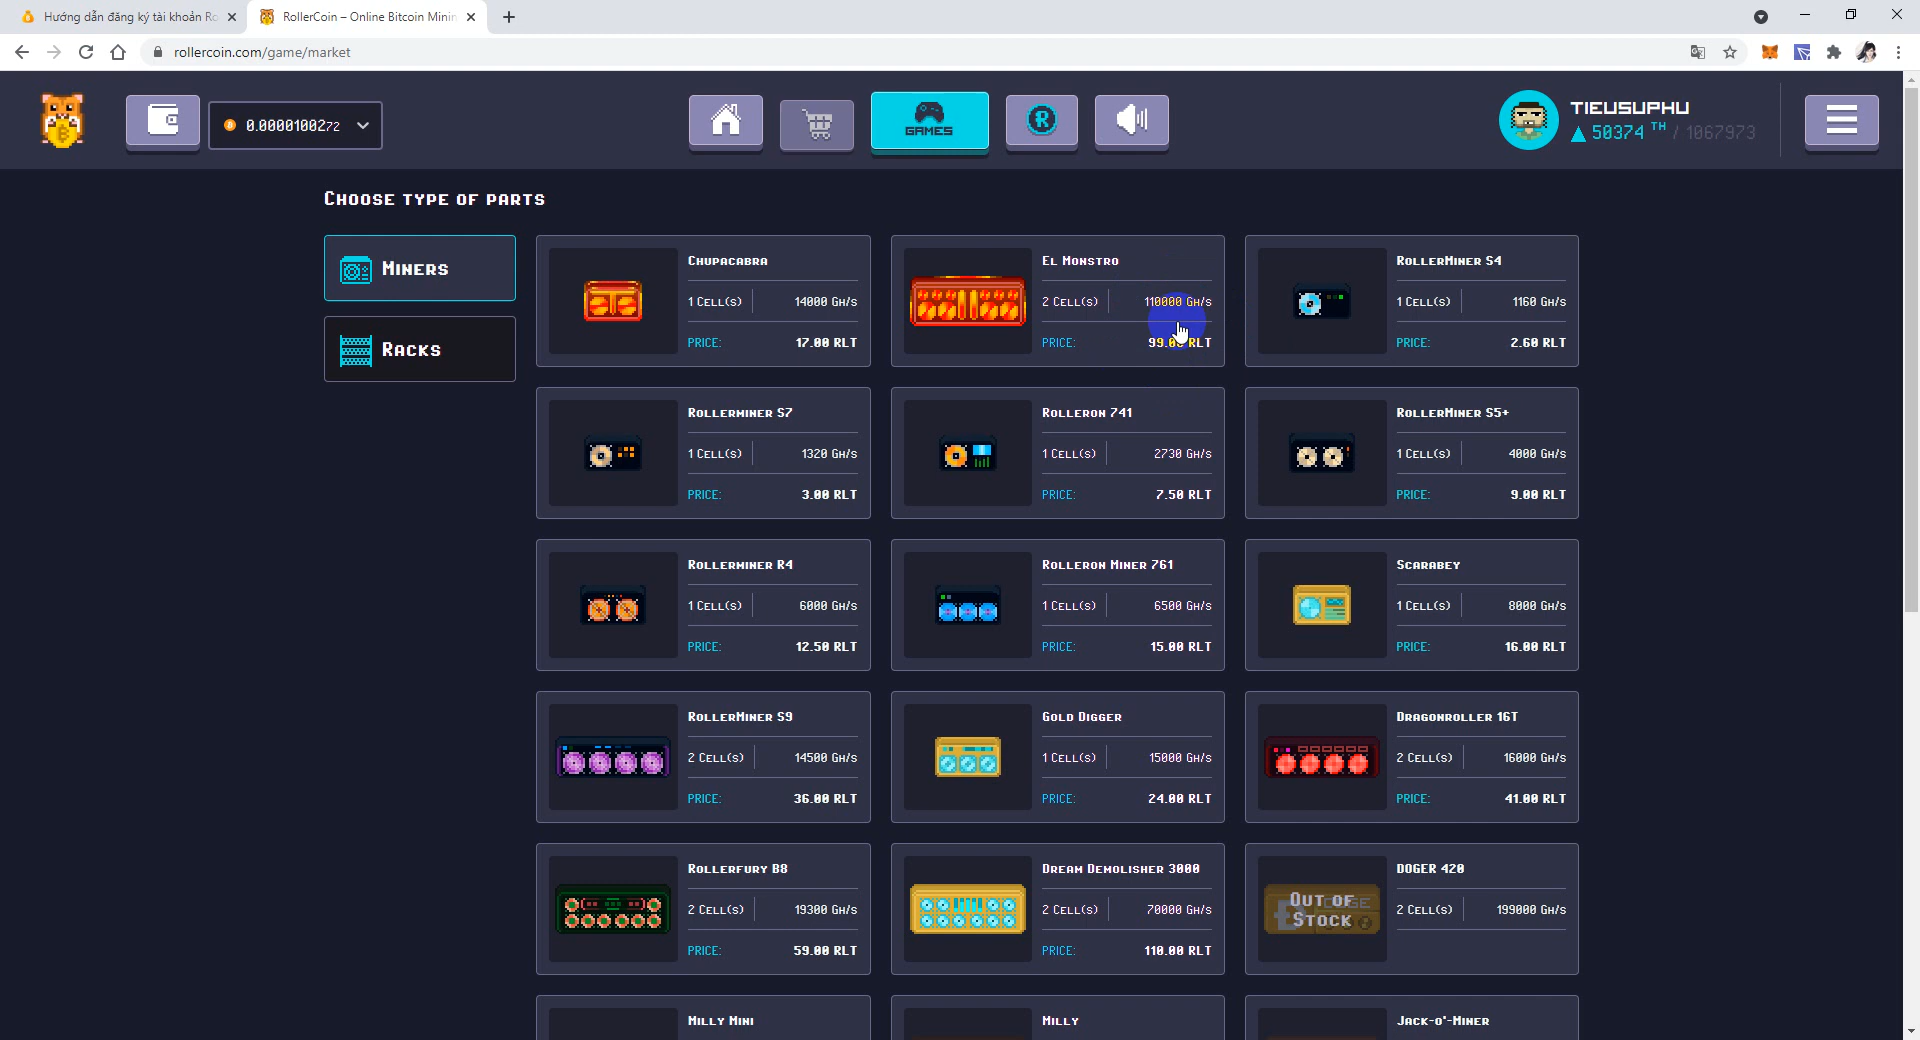 Hướng dẫn đăng ký tài khoản Ro
RollerCoin – Online Bitcoin Minin
rollercoin.com/game/market
0.0000100272
GAMES
TIEUSUPHU
50374 TH / 1067973
CHOOSE TYPE OF PARTS
MINERS
RACKS
CHUPACABRA
1 CELL(S) 14000 GH/S
PRICE: 17.00 RLT
EL MONSTRO
2 CELL(S) 110000 GH/S
PRICE: 99.00 RLT
ROLLERMINER S4
1 CELL(S) 1160 GH/S
PRICE: 2.60 RLT
ROLLERMINER S7
1 CELL(S) 1320 GH/S
PRICE: 3.00 RLT
ROLLERON 741
1 CELL(S) 2730 GH/S
PRICE: 7.50 RLT
ROLLERMINER S5+
1 CELL(S) 4000 GH/S
PRICE: 9.00 RLT
ROLLERMINER R4
1 CELL(S) 6000 GH/S
PRICE: 12.50 RLT
ROLLERON MINER 761
1 CELL(S) 6500 GH/S
PRICE: 15.00 RLT
SCARABEY
1 CELL(S) 8000 GH/S
PRICE: 16.00 RLT
ROLLERMINER S9
2 CELL(S) 14500 GH/S
PRICE: 36.00 RLT
GOLD DIGGER
1 CELL(S) 15000 GH/S
PRICE: 24.00 RLT
DRAGONROLLER 16T
2 CELL(S) 16000 GH/S
PRICE: 41.00 RLT
ROLLERFURY B8
2 CELL(S) 19300 GH/S
PRICE: 59.00 RLT
DREAM DEMOLISHER 3000
2 CELL(S) 70000 GH/S
PRICE: 110.00 RLT
DOGER 420
OUT OF
STOCK
2 CELL(S) 199000 GH/S
MILLY MINI
MILLY
JACK-O'-MINER